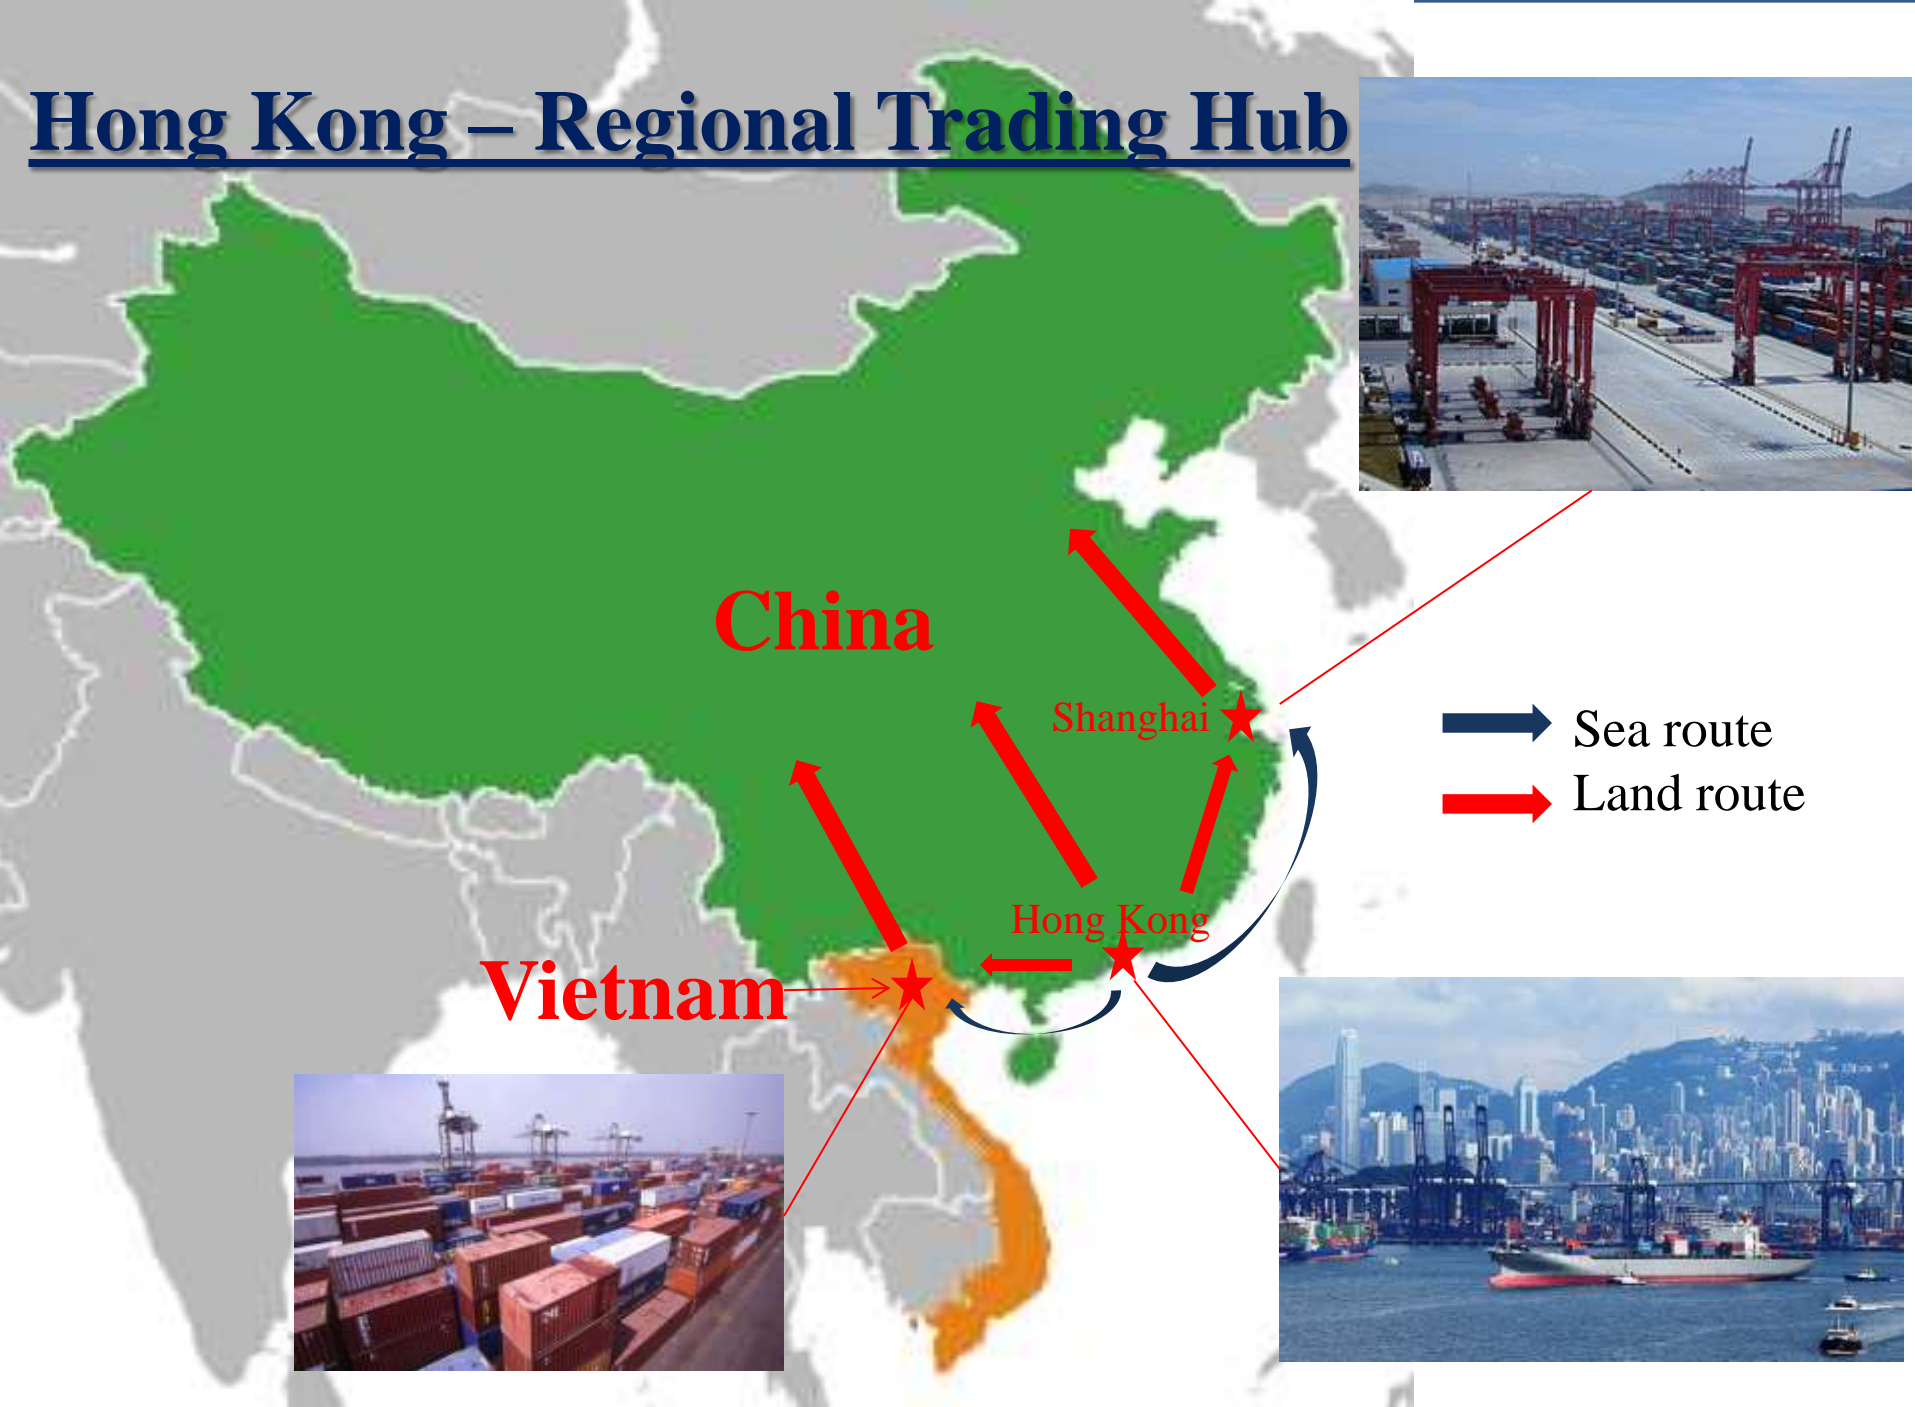 Hong Kong – Regional Trading Hub
China
Shanghai
Sea route
Land route
Hong Kong
Vietnam